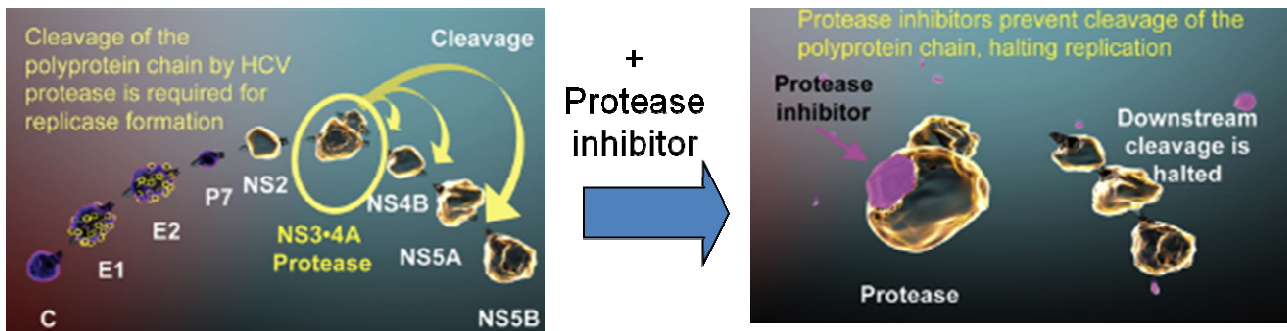 Cleavage of the
polyprotein chain by HCV
protease is required for
replicase formation
Cleavage
C
E1
E2
P7
NS2
NS3•4A
Protease
NS4B
NS5A
NS5B
+
Protease
inhibitor
Protease inhibitors prevent cleavage of the
polyprotein chain, halting replication
Protease
inhibitor
Downstream
cleavage is
halted
Protease